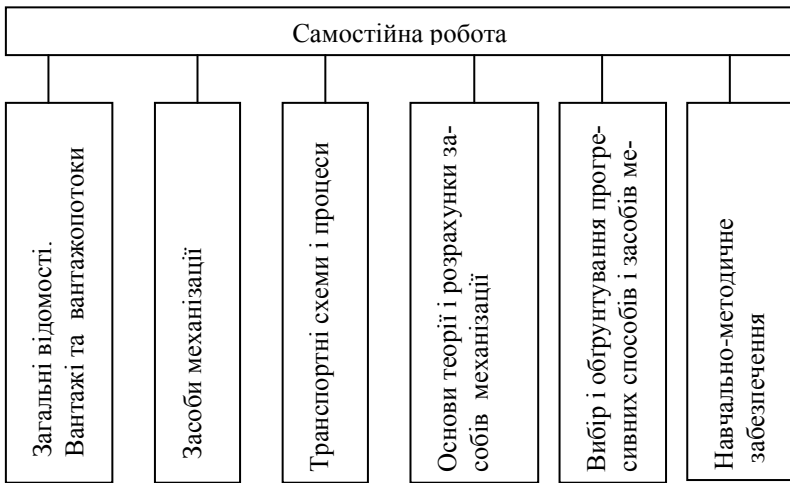 Самостійна робота
Загальні відомості.
Вантажі та вантажопотоки
Засоби механізації
Транспортні схеми і процеси
Основи теорії і розрахунки за-
собів механізації
Вибір і обґрунтування прогре-
сивних способів і засобів ме-
Навчально-методичне
забезпечення